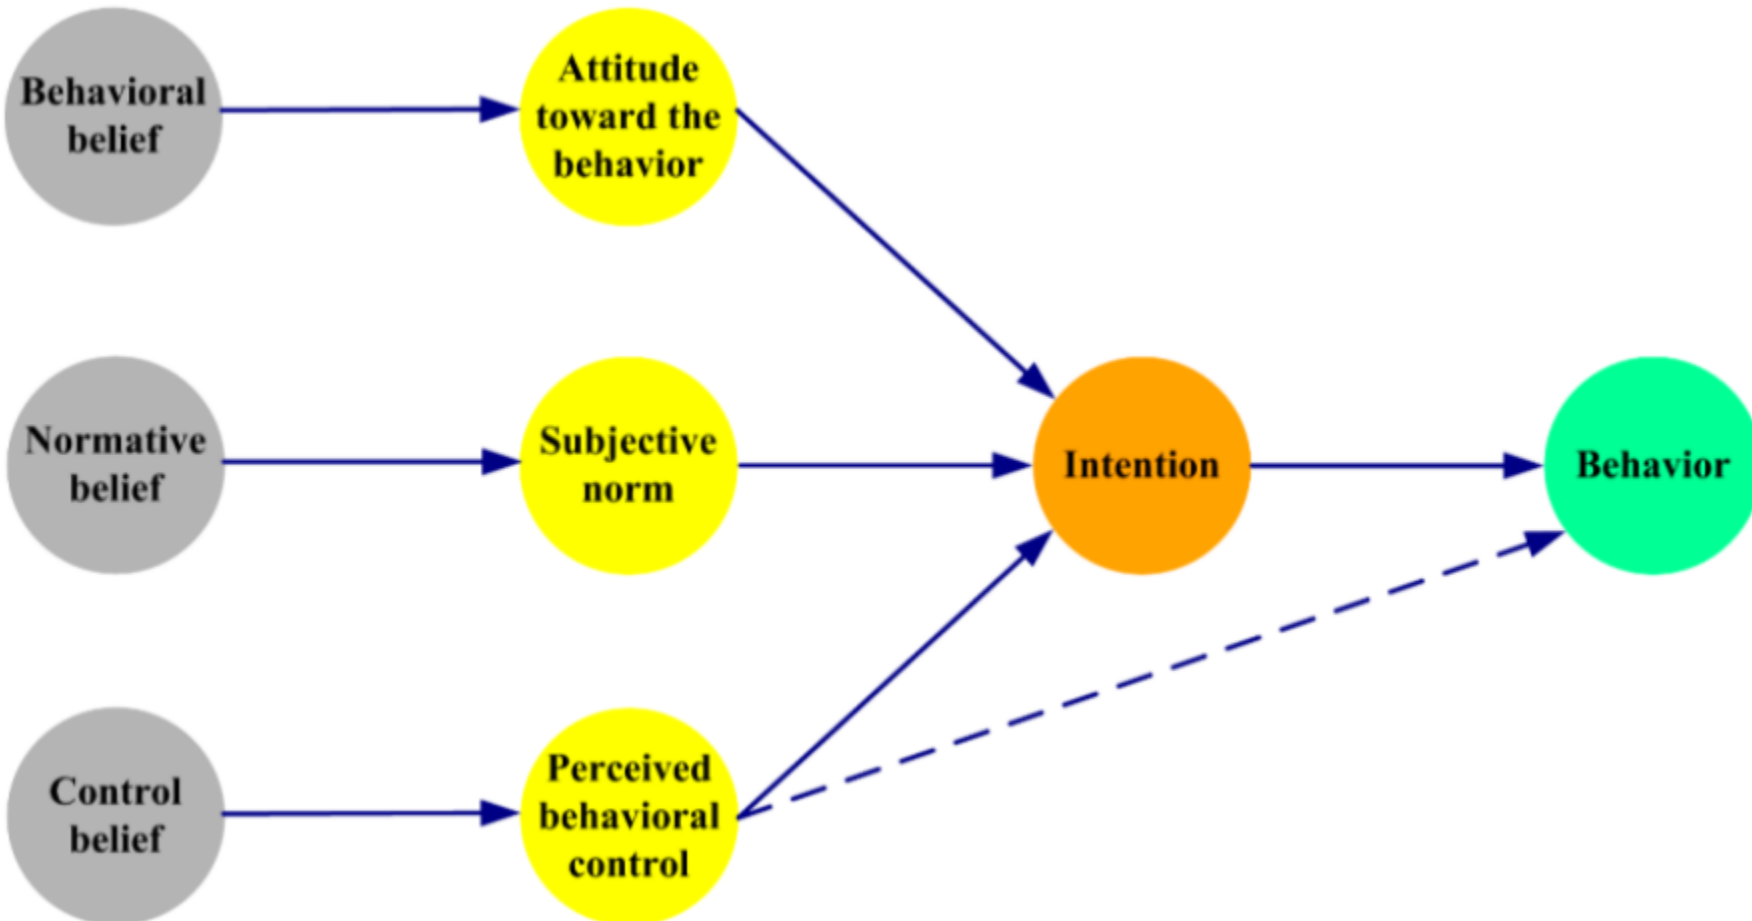 Behavioral
belief
Attitude
toward the
behavior
Normative
belief
Subjective
norm
Intention
Behavior
Control
belief
Perceived
behavioral
control